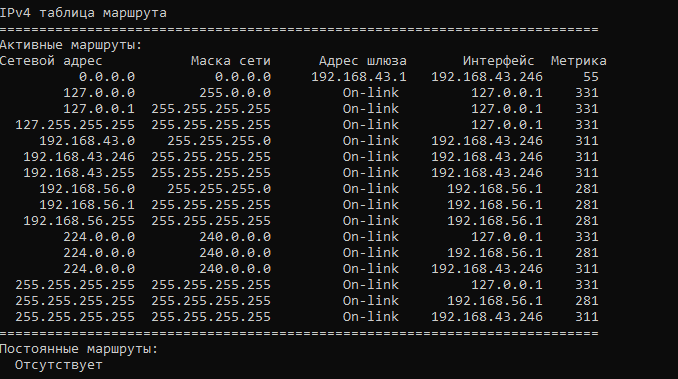 IPv4 таблица маршрута
===========================================================================
Активные маршруты:
Сетевой адрес           Маска сети      Адрес шлюза       Интерфейс  Метрика
          0.0.0.0          0.0.0.0     192.168.43.1   192.168.43.246     55
        127.0.0.0        255.0.0.0         On-link         127.0.0.1    331
        127.0.0.1  255.255.255.255         On-link         127.0.0.1    331
  127.255.255.255  255.255.255.255         On-link         127.0.0.1    331
     192.168.43.0    255.255.255.0         On-link    192.168.43.246    311
   192.168.43.246  255.255.255.255         On-link    192.168.43.246    311
   192.168.43.255  255.255.255.255         On-link    192.168.43.246    311
     192.168.56.0    255.255.255.0         On-link      192.168.56.1    281
     192.168.56.1  255.255.255.255         On-link      192.168.56.1    281
   192.168.56.255  255.255.255.255         On-link      192.168.56.1    281
        224.0.0.0        240.0.0.0         On-link         127.0.0.1    331
        224.0.0.0        240.0.0.0         On-link      192.168.56.1    281
        224.0.0.0        240.0.0.0         On-link    192.168.43.246    311
  255.255.255.255  255.255.255.255         On-link         127.0.0.1    331
  255.255.255.255  255.255.255.255         On-link      192.168.56.1    281
  255.255.255.255  255.255.255.255         On-link    192.168.43.246    311
===========================================================================
Постоянные маршруты:
  Отсутствует